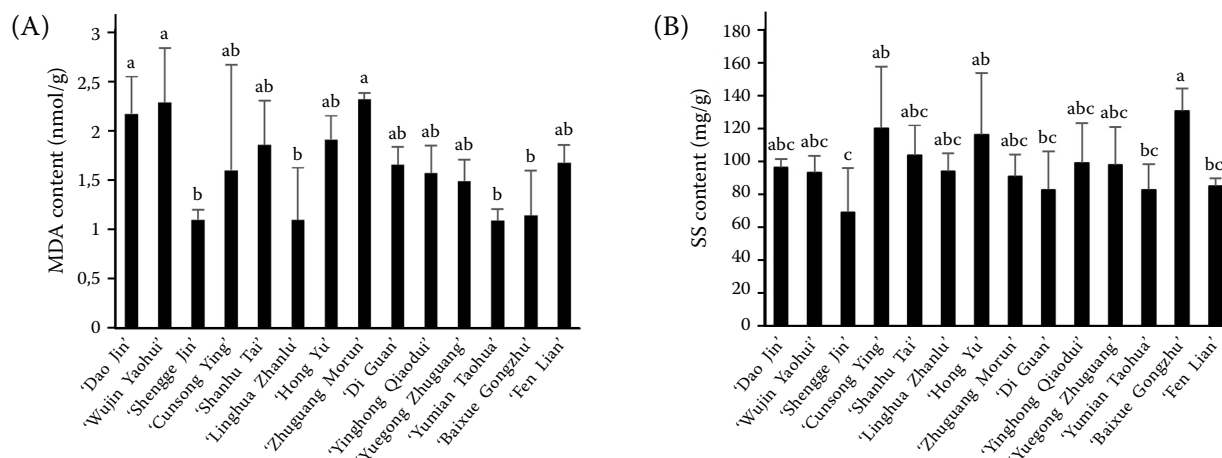 (A)
MDA content (nmol/g)
3
2,5
2
1,5
1
0,5
0
a
a
b
ab
ab
b
ab
a
ab
ab
ab
b
b
ab
‘Dao Jin’
‘Wujin Yaohui’
‘Shengge Jin’
‘Cunsong Ying’
‘Shanhu Tai’
‘Linghua Zhanlu’
‘Hong Yu’
‘Zhuguang Morun’
‘Di Guan’
‘Yinghong Qiaodui’
‘Yuegong Zhuguang’
‘Yumian Taohua’
‘Baixue Gongzhu’
‘Fen Lian’
(B)
SS content (mg/g)
180
160
140
120
100
80
60
40
20
0
abc
abc
c
ab
abc
abc
ab
abc
bc
abc
abc
bc
a
bc
‘Dao Jin’
‘Wujin Yaohui’
‘Shengge Jin’
‘Cunsong Ying’
‘Shanhu Tai’
‘Linghua Zhanlu’
‘Hong Yu’
‘Zhuguang Morun’
‘Di Guan’
‘Yinghong Qiaodui’
‘Yuegong Zhuguang’
‘Yumian Taohua’
‘Baixue Gongzhu’
‘Fen Lian’